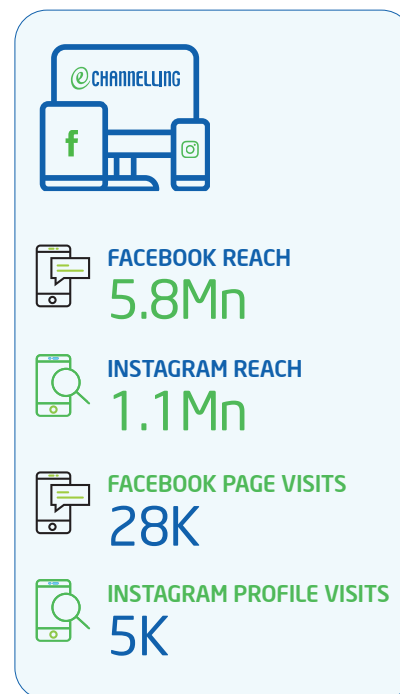 eCHANNELLING
f
FACEBOOK REACH
5.8Mn
INSTAGRAM REACH
1.1Mn
FACEBOOK PAGE VISITS
28K
INSTAGRAM PROFILE VISITS
5K